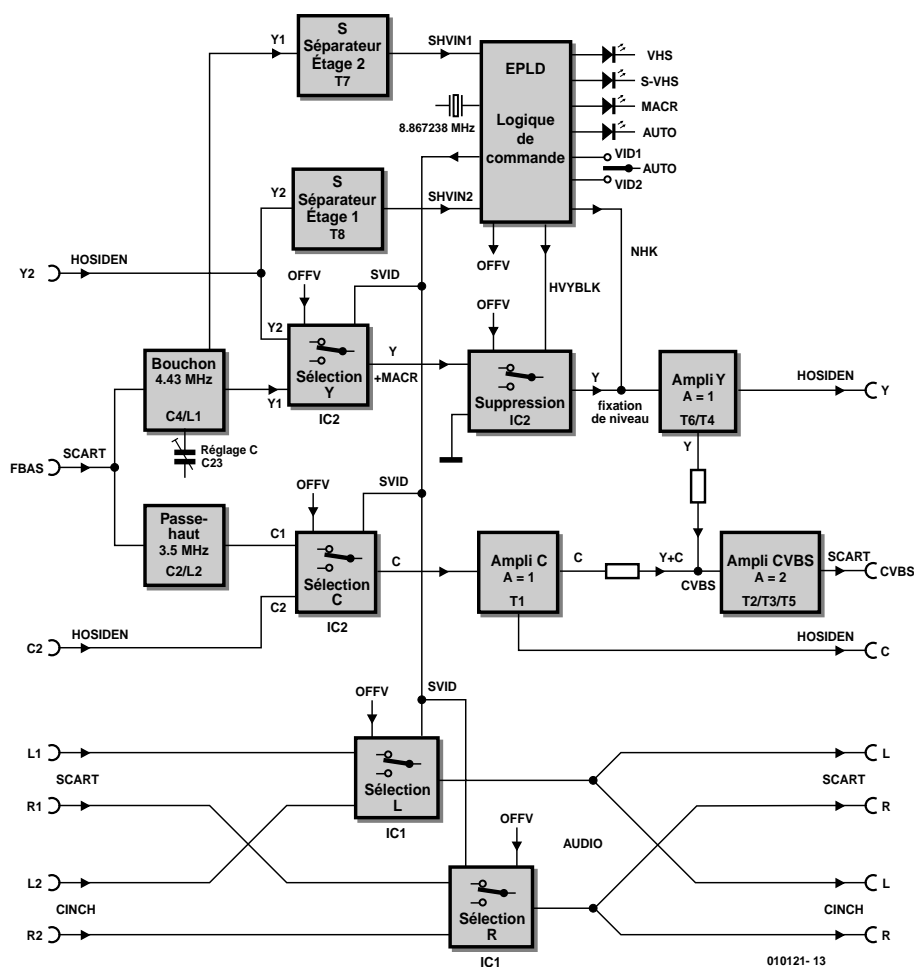 Y1
S
Séparateur
Étage 2
T7
SHVIN1
EPLD
Logique
de
commande
8.867238 MHz
VHS
S-VHS
MACR
AUTO
VID1
AUTO
VID2
Y2
S
Séparateur
Étage 1
T8
SHVIN2
NHK
OFFV
HVYBLK
Y2
HOSIDEN
OFFV
SVID
Y2
Sélection
Y
IC2
Y1
Y
+MACR
OFFV
Suppression
IC2
Y
fixation
de niveau
Ampli Y
A = 1
T6/T4
HOSIDEN
Y
Y
Bouchon
4.43 MHz
C4/L1
Réglage C
C23
FBAS
SCART
Passe-
haut
3.5 MHz
C2/L2
OFFV
SVID
C1
Sélection
C
IC2
C2
C
Ampli C
A = 1
T1
C
Y+C
CVBS
Ampli CVBS
A = 2
T2/T3/T5
SCART
CVBS
C2
HOSIDEN
HOSIDEN
C
OFFV
SVID
L1
SCART
R1
Sélection
L
IC1
L
SCART
R
OFFV
AUDIO
L2
CINCH
R2
Sélection
R
IC1
L
CINCH
R
010121- 13